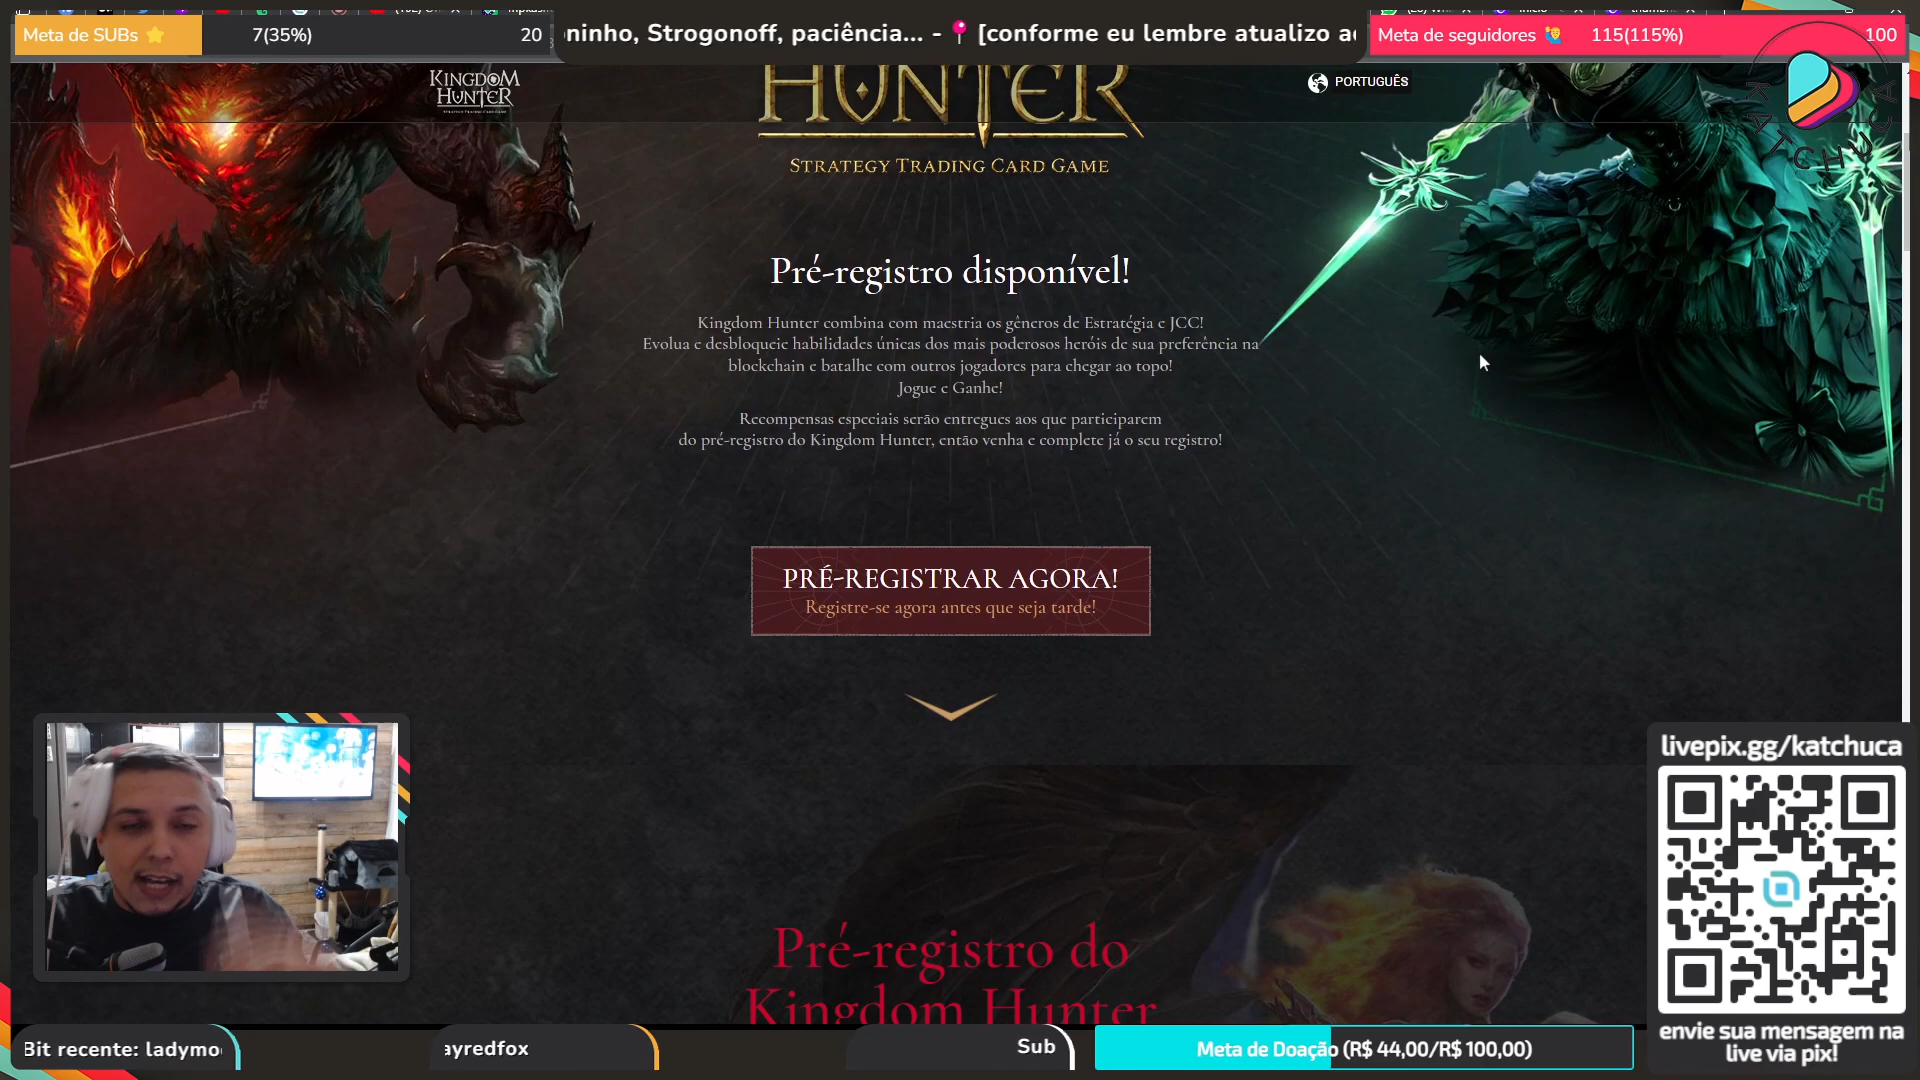 Meta de SUBs
7(35%)
20
oninho, Strogonoff, paciência... -
[conforme eu lembre atualizo a
Meta de seguidores
115(115%)
100
KINGDOM
HUNTER
HUNTER
PORTUGUÊS
KATCHUCA
STRATEGY TRADING CARD GAME
Pré-registro disponível!
Kingdom Hunter combina com maestria os gêneros de Estratégia e JCC!
Evolua e desbloqueie habilidades únicas dos mais poderosos heróis de sua preferência na
blockchain e batalhe com outros jogadores para chegar ao topo!
Jogue e Ganhe!
Recompensas especiais serão entregues aos que participarem
do pré-registro do Kingdom Hunter, então venha e complete já o seu registro!
PRÉ-REGISTRAR AGORA!
Registre-se agora antes que seja tarde!
livepix.gg/katchuca
Pré-registro do
Kingdom Hunter
envie sua mensagem na
live via pix!
Bit recente: ladymo
ayredfox
Sub
Meta de Doação (R$ 44,00/R$ 100,00)